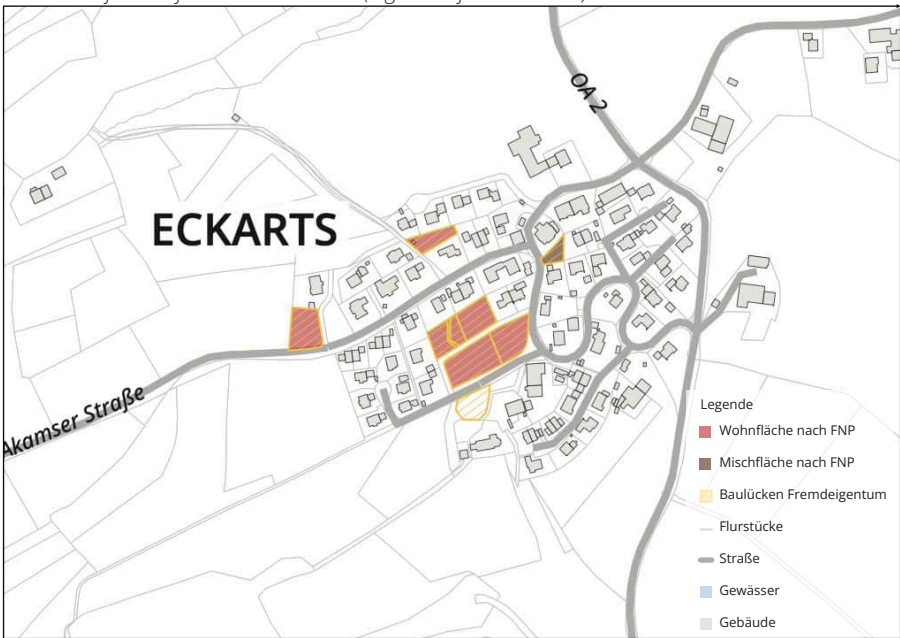 OA 2
ECKARTS
Akamser Straße
Legende
Wohnfläche nach FNP
Mischfläche nach FNP
Baulücken Fremdeigentum
Flurstücke
Straße
Gewässer
Gebäude